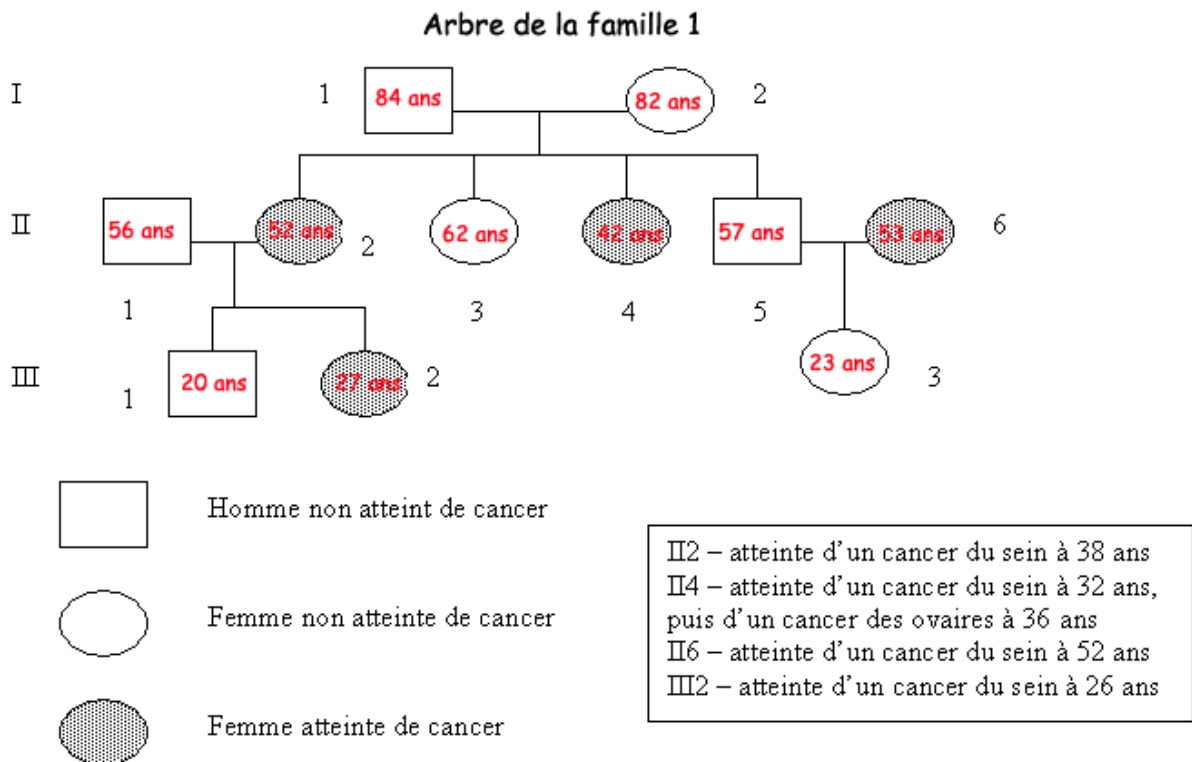 Arbre de la famille 1
I 1 84 ans 82 ans 2
II 56 ans 52 ans 2 62 ans 42 ans 57 ans 53 ans 6
1 3 4 5
III 1 20 ans 27 ans 2 23 ans 3
Homme non atteint de cancer
Femme non atteinte de cancer
Femme atteinte de cancer
II2 – atteinte d'un cancer du sein à 38 ans
II4 – atteinte d'un cancer du sein à 32 ans,
puis d'un cancer des ovaires à 36 ans
II6 – atteinte d'un cancer du sein à 52 ans
III2 – atteinte d'un cancer du sein à 26 ans